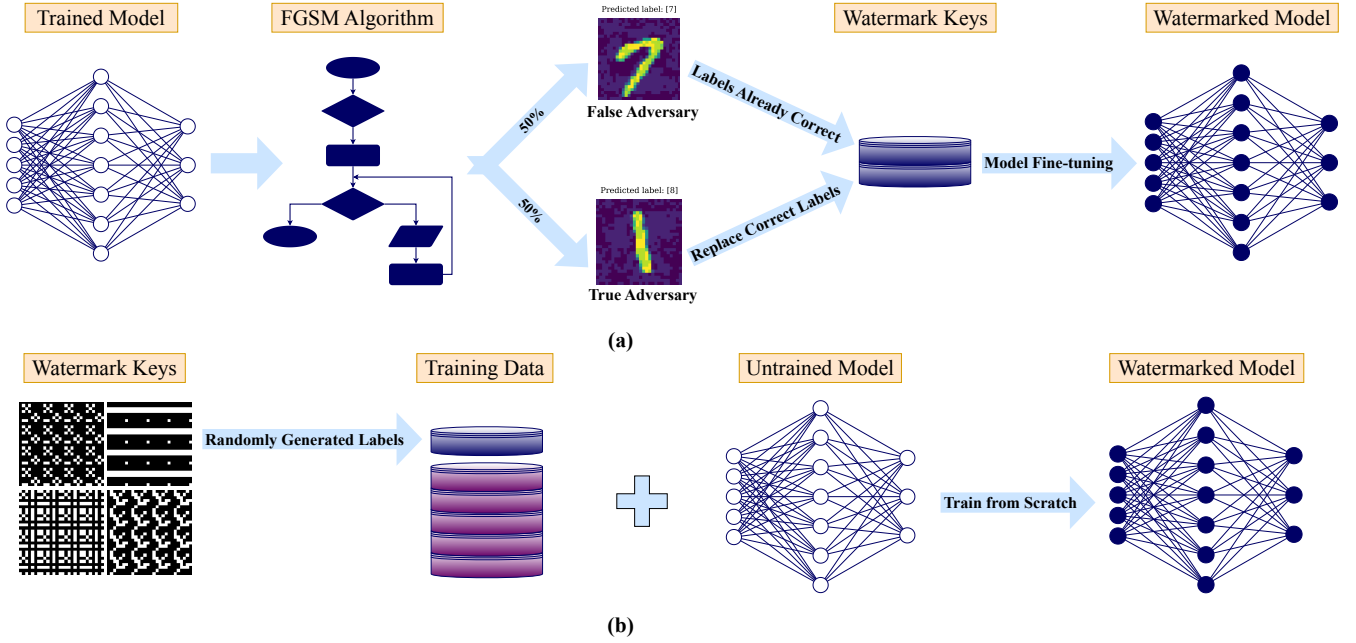 Trained Model
FGSM Algorithm
Watermark Keys
Watermarked Model
Predicted label: [7]
False Adversary
50%
Labels Already Correct
Model Fine-tuning
50%
Predicted label: [8]
True Adversary
Replace Correct Labels
(a)
Watermark Keys
Training Data
Untrained Model
Watermarked Model
Randomly Generated Labels
Train from Scratch
(b)